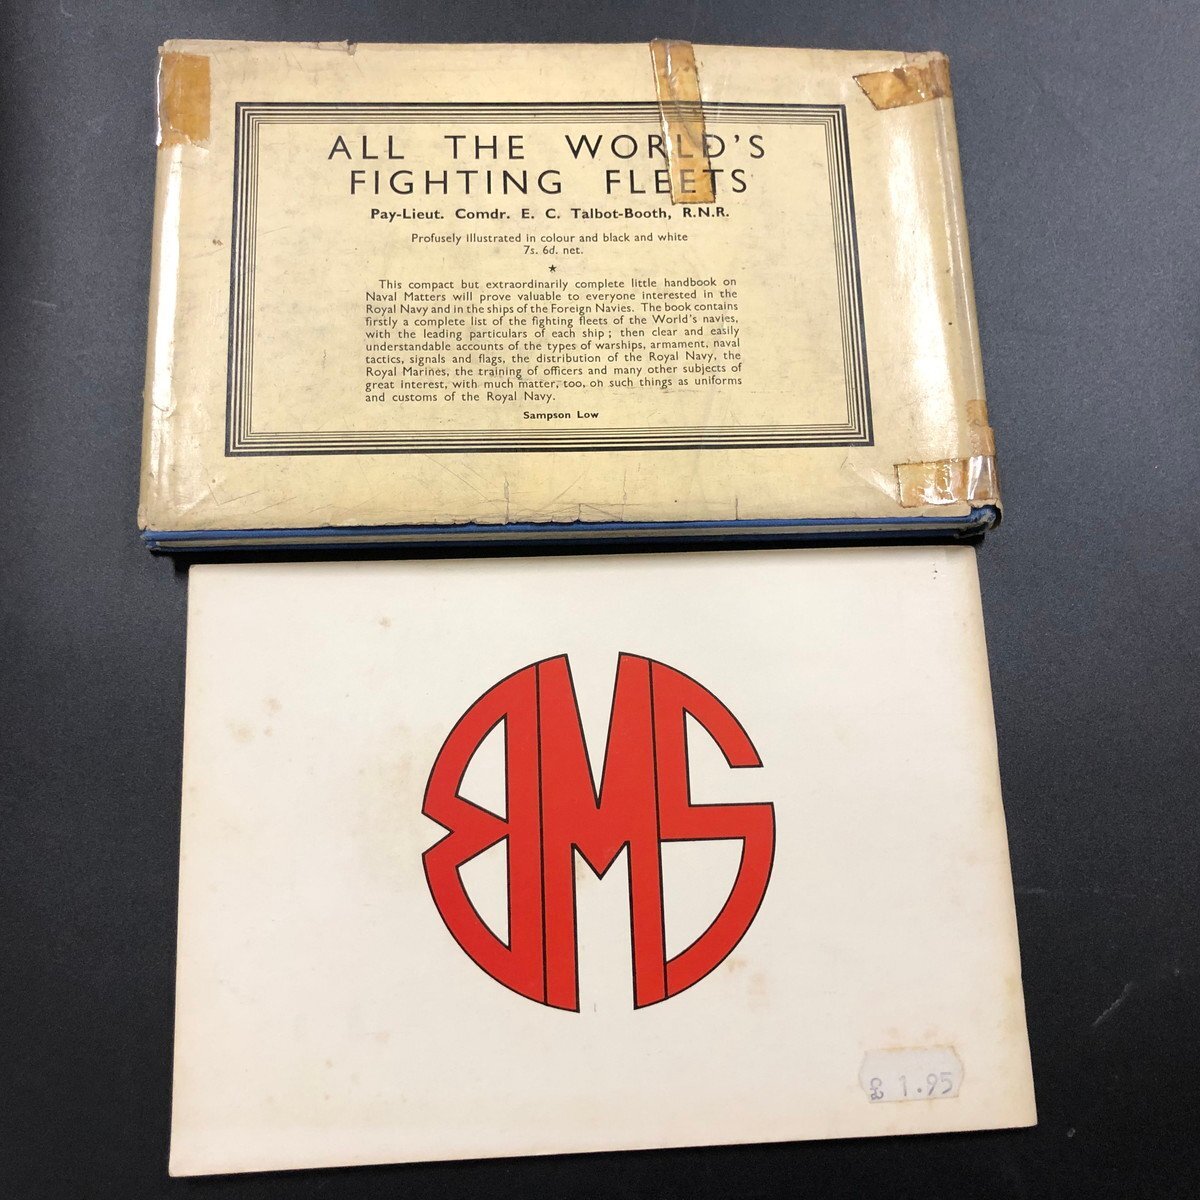 ALL THE WORLD'S
FIGHTING FLEETS
Pay-Lieut. Comdr. E. C. Talbot-Booth, R.N.R.
Profusely illustrated in colour and black and white
7s. 6d. net.
★
This compact but extraordinarily complete little handbook on
Naval Matters will prove valuable to everyone interested in the
Royal Navy and in the ships of the Foreign Navies. The book contains
firstly a complete list of the fighting fleets of the World's navies,
with the leading particulars of each ship; then clear and easily
understandable accounts of the types of warships, armament, naval
tactics, signals and flags, the distribution of the Royal Navy, the
Royal Marines, the training of officers and many other subjects of
great interest, with much matter, too, on such things as uniforms
and customs of the Royal Navy.
Sampson Low
BMS
£ 1.95